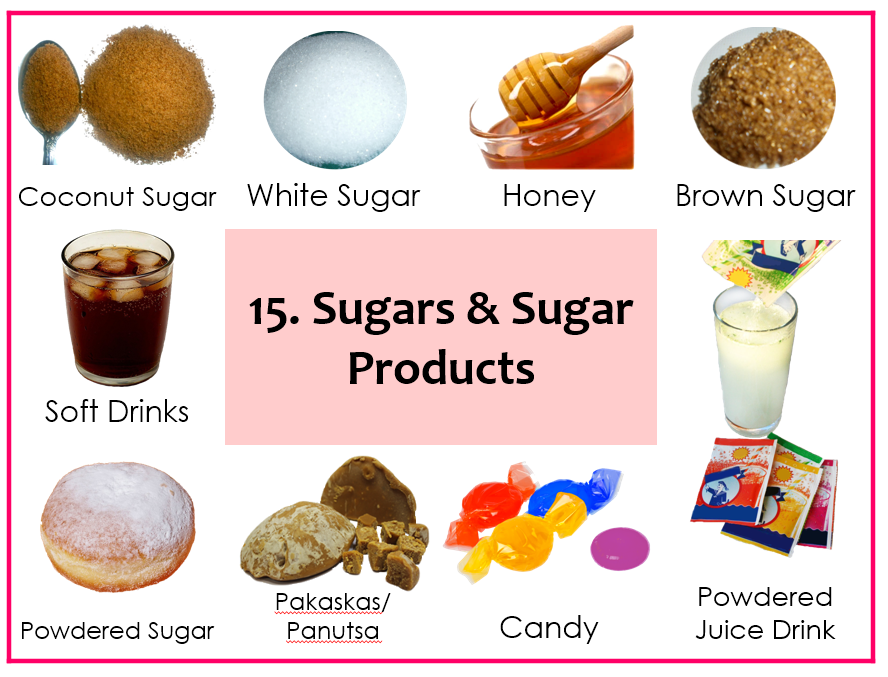 Coconut Sugar
White Sugar
Honey
Brown Sugar
15. Sugars & Sugar
Products
Soft Drinks
Powdered Sugar
Pakaskas/
Panutsa
Candy
Powdered
Juice Drink